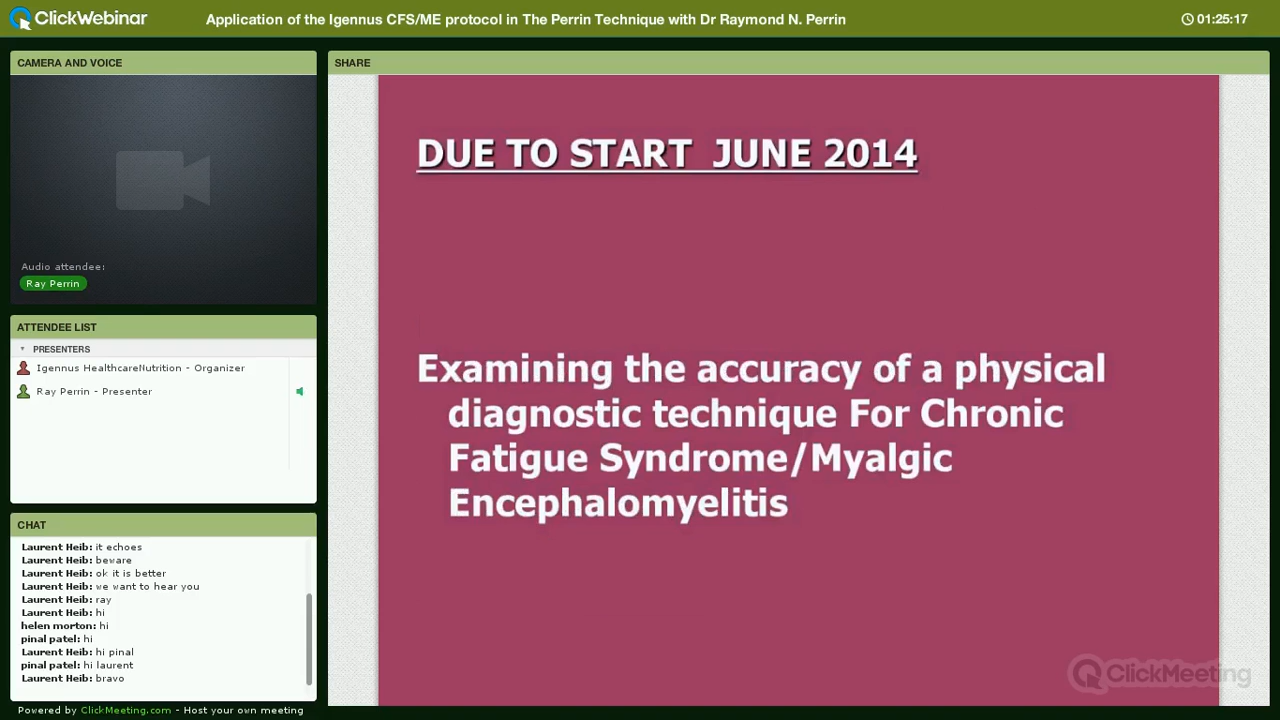 ClickWebinar
Application of the Igennus CFS/ME protocol in The Perrin Technique with Dr Raymond N. Perrin
01:25:17
CAMERA AND VOICE
Audio attendee:
Ray Perrin
ATTENDEE LIST
PRESENTERS
Igennus HealthcareNutrition - Organizer
Ray Perrin - Presenter
CHAT
Laurent Heib: it echoes
Laurent Heib: beware
Laurent Heib: ok it is better
Laurent Heib: we want to hear you
Laurent Heib: ray
Laurent Heib: hi
helen morton: hi
pinal patel: hi
Laurent Heib: hi pinal
pinal patel: hi laurent
Laurent Heib: bravo
Powered by ClickMeeting.com - Host your own meeting
SHARE
DUE TO START JUNE 2014
Examining the accuracy of a physical
diagnostic technique For Chronic
Fatigue Syndrome/Myalgic
Encephalomyelitis
ClickMeeting